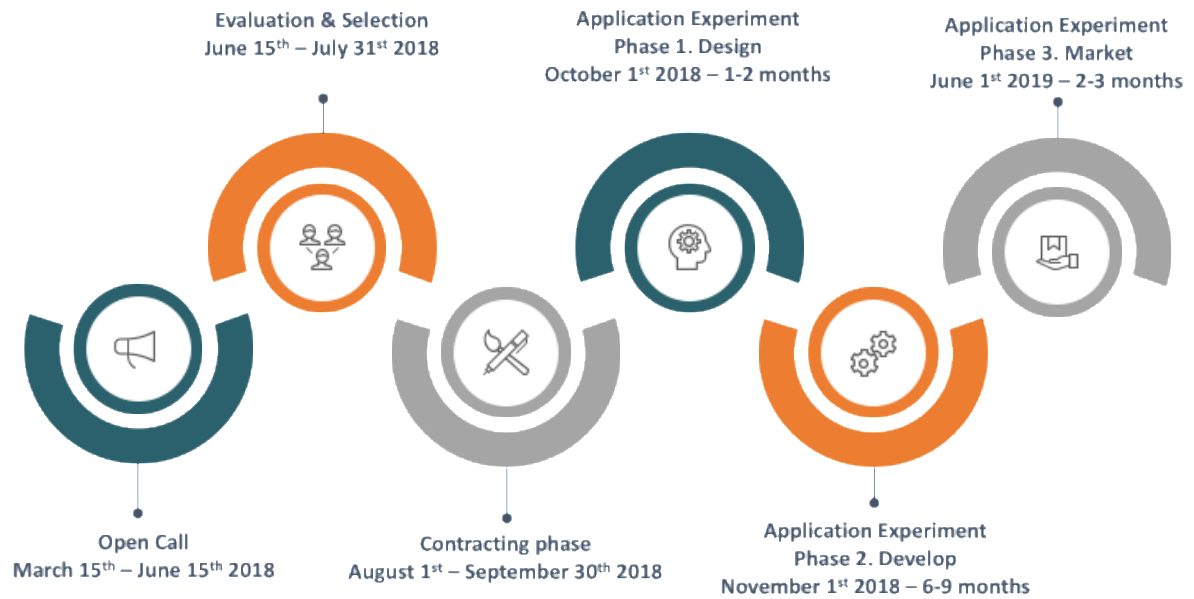 Evaluation & Selection
June 15th – July 31st 2018
Application Experiment
Phase 1. Design
October 1st 2018 – 1-2 months
Application Experiment
Phase 3. Market
June 1st 2019 – 2-3 months
Open Call
March 15th – June 15th 2018
Contracting phase
August 1st – September 30th 2018
Application Experiment
Phase 2. Develop
November 1st 2018 – 6-9 months